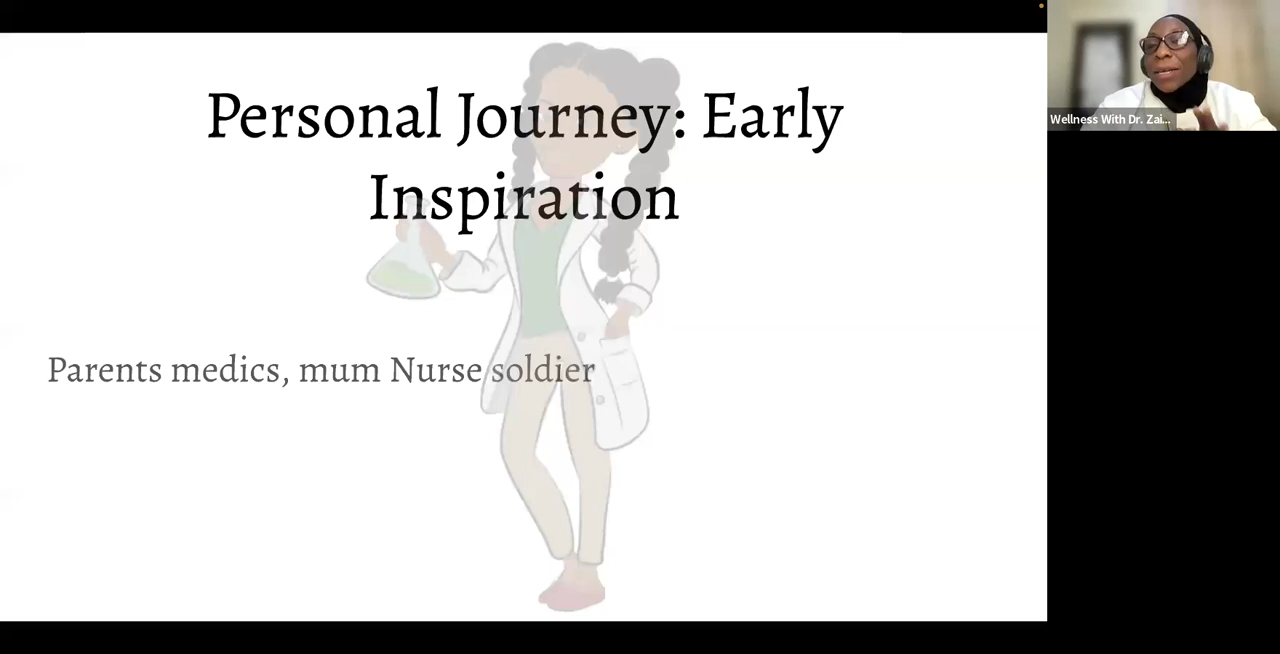 Personal Journey: Early
Inspiration
Parents medics, mum Nurse soldier
Wellness With Dr. Zai...